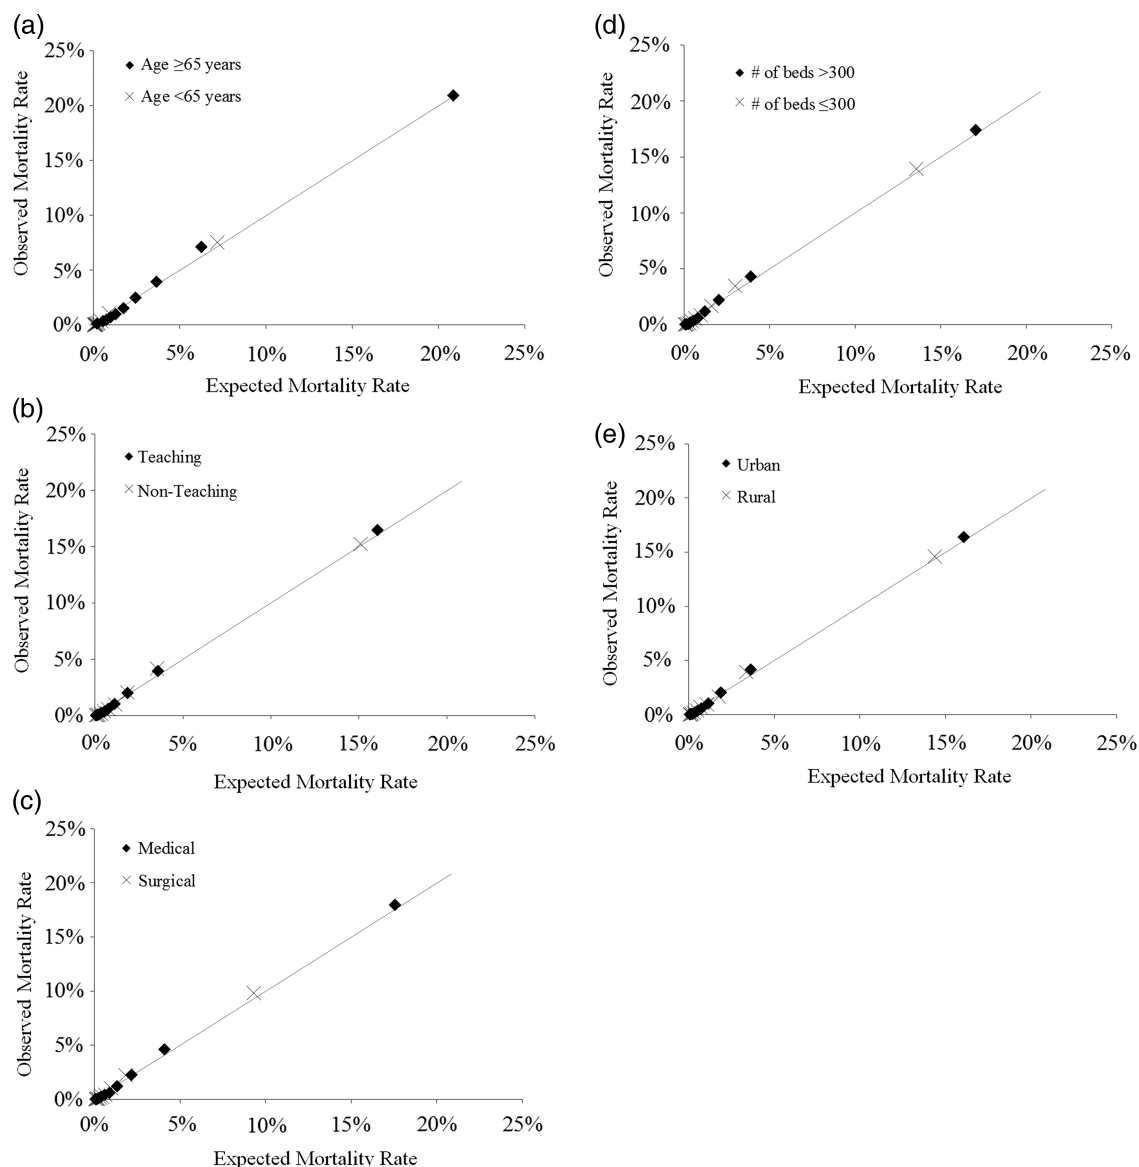 (a)
25%
20%
15%
10%
5%
0%
Observed Mortality Rate
Age ≥65 years
Age <65 years
0% 5% 10% 15% 20% 25%
Expected Mortality Rate
(b)
25%
20%
15%
10%
5%
0%
Observed Mortality Rate
Teaching
Non-Teaching
0% 5% 10% 15% 20% 25%
Expected Mortality Rate
(c)
25%
20%
15%
10%
5%
0%
Observed Mortality Rate
Medical
Surgical
0% 5% 10% 15% 20% 25%
Expected Mortality Rate
(d)
25%
20%
15%
10%
5%
0%
Observed Mortality Rate
# of beds >300
# of beds ≤300
0% 5% 10% 15% 20% 25%
Expected Mortality Rate
(e)
25%
20%
15%
10%
5%
0%
Observed Mortality Rate
Urban
Rural
0% 5% 10% 15% 20% 25%
Expected Mortality Rate